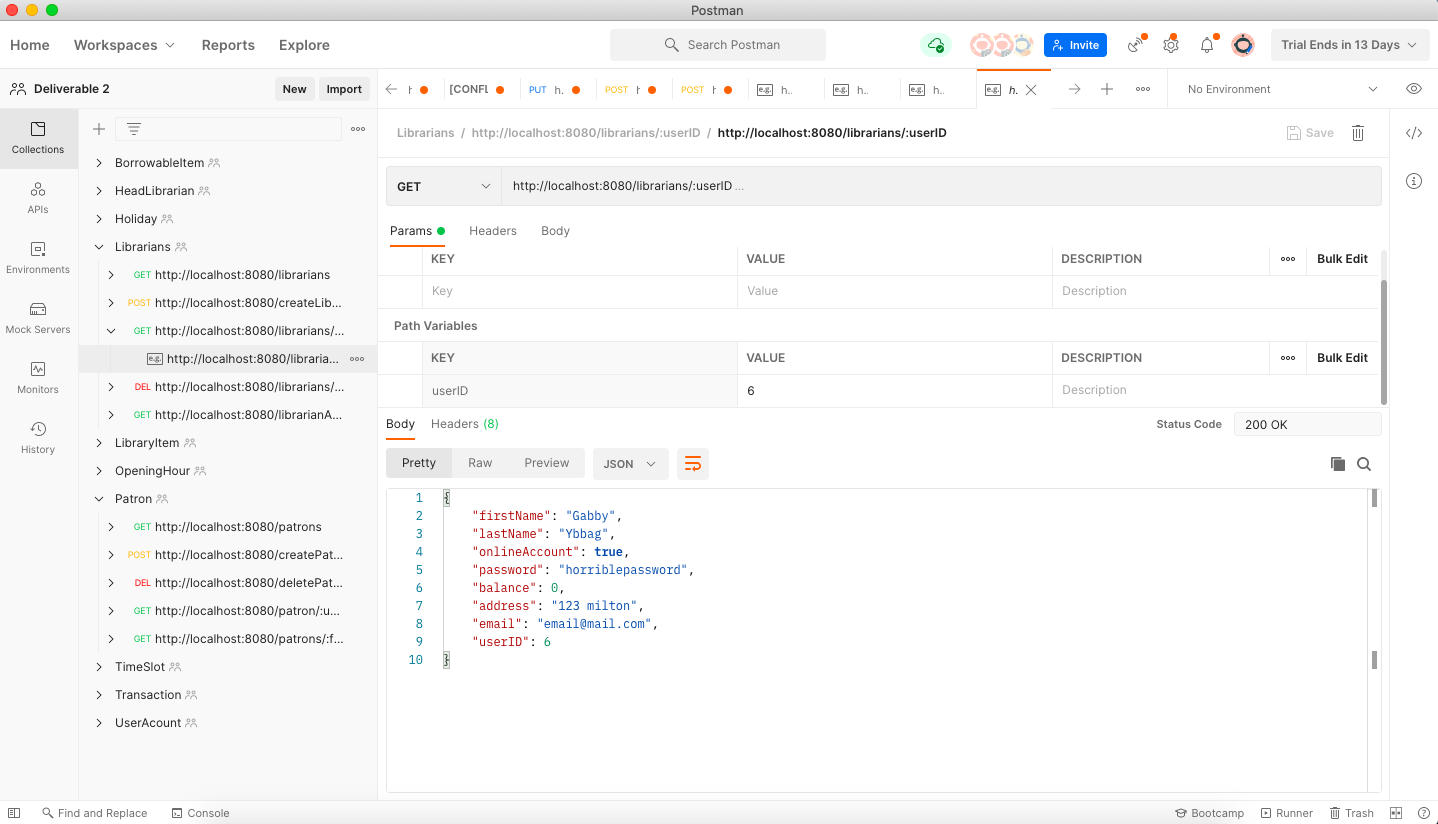 Postman
Home Workspaces Reports Explore Search Postman Invite Trial Ends in 13 Days
Deliverable 2 New Import h [CONFL PUT h. POST h POST h e.g. h.. e.g. h.. e.g. h.. e.g. h. No Environment
Collections
APIs
Environments
Mock Servers
Monitors
History
BorrowableItem
HeadLibrarian
Holiday
Librarians
GET http://localhost:8080/librarians
POST http://localhost:8080/createLib...
GET http://localhost:8080/librarians/...
e.g. http://localhost:8080/libraria...
DEL http://localhost:8080/librarians/...
GET http://localhost:8080/librarianA...
LibraryItem
OpeningHour
Patron
GET http://localhost:8080/patrons
POST http://localhost:8080/createPat...
DEL http://localhost:8080/deletePat...
GET http://localhost:8080/patron/:u...
GET http://localhost:8080/patrons/:f...
TimeSlot
Transaction
UserAcount
Librarians / http://localhost:8080/librarians/:userID / http://localhost:8080/librarians/:userID Save
GET http://localhost:8080/librarians/:userID ...
Params Headers Body
KEY VALUE DESCRIPTION Bulk Edit
Key Value Description
Path Variables
KEY VALUE DESCRIPTION Bulk Edit
userID 6 Description
Body Headers (8) Status Code 200 OK
Pretty Raw Preview JSON
1 {
2 "firstName": "Gabby",
3 "lastName": "Ybbag",
4 "onlineAccount": true,
5 "password": "horriblepassword",
6 "balance": 0,
7 "address": "123 milton",
8 "email": "email@mail.com",
9 "userID": 6
10 }
Find and Replace Console Bootcamp Runner Trash